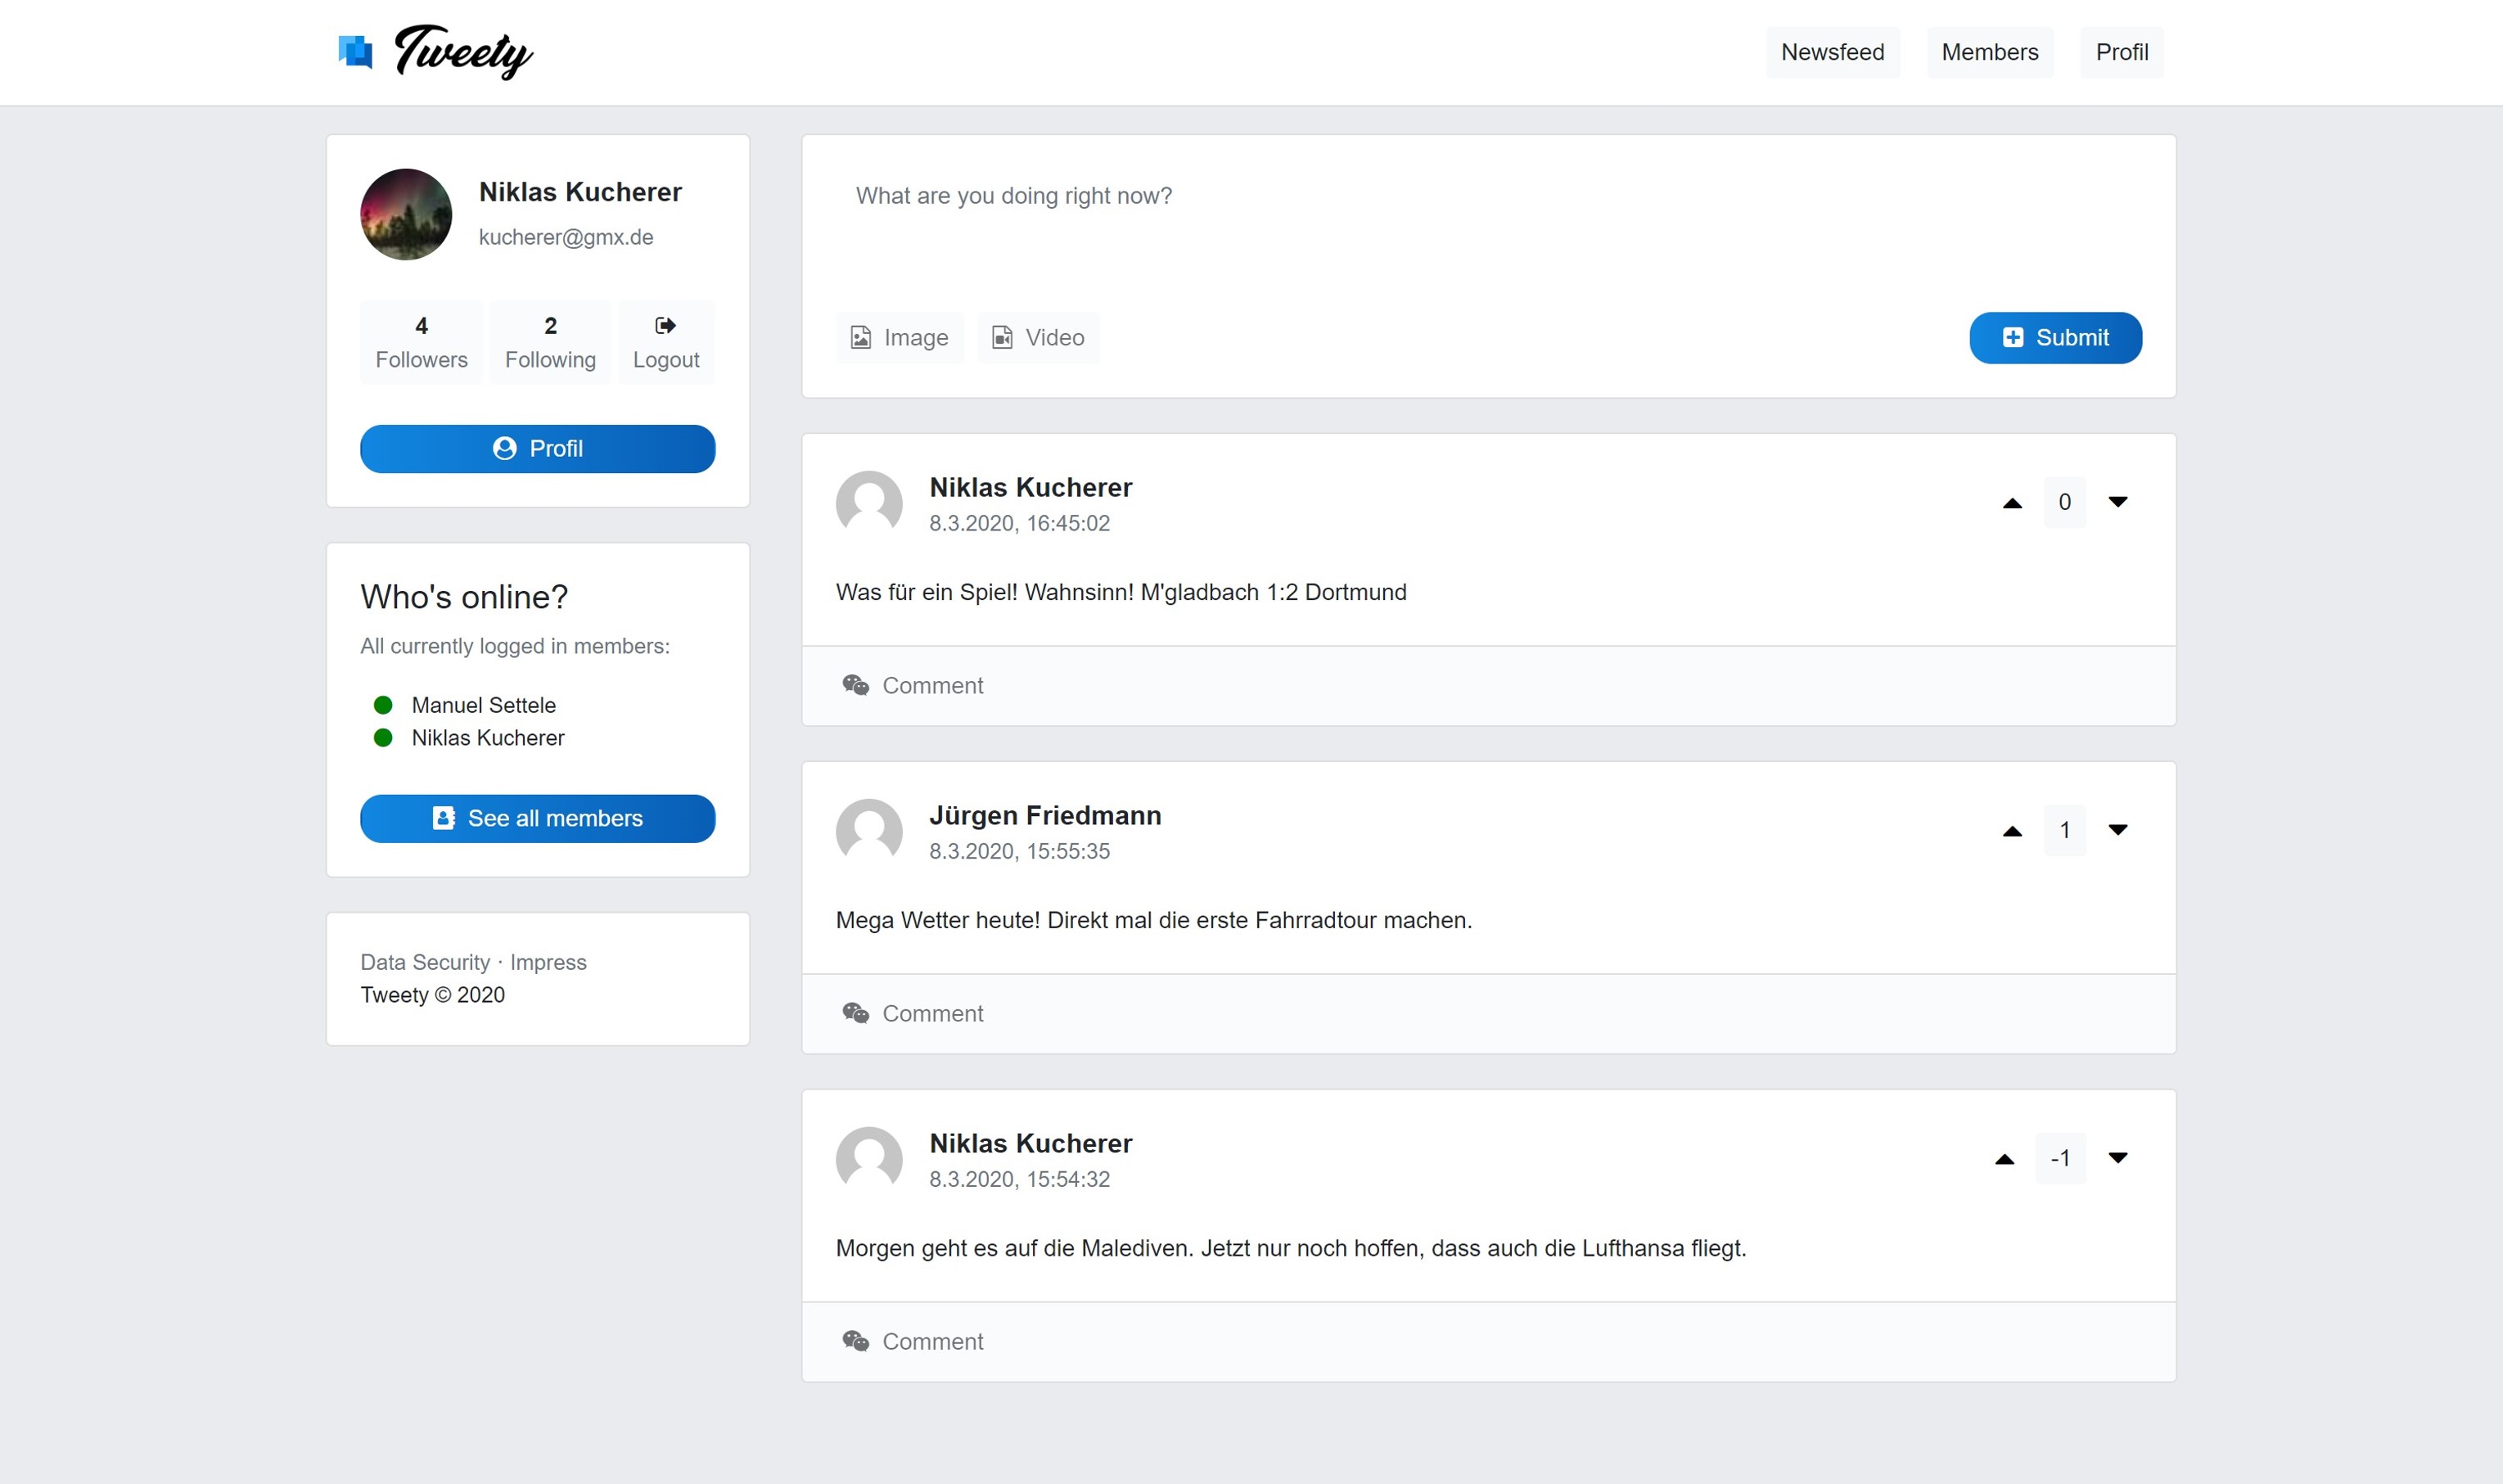 Tweety
Newsfeed Members Profil
Niklas Kucherer
kucherer@gmx.de
4 2
Followers Following Logout
Profil
Who's online?
All currently logged in members:
Manuel Settele
Niklas Kucherer
See all members
Data Security · Impress
Tweety © 2020
What are you doing right now?
Image Video Submit
Niklas Kucherer
8.3.2020, 16:45:02
0
Was für ein Spiel! Wahnsinn! M'gladbach 1:2 Dortmund
Comment
Jürgen Friedmann
8.3.2020, 15:55:35
1
Mega Wetter heute! Direkt mal die erste Fahrradtour machen.
Comment
Niklas Kucherer
8.3.2020, 15:54:32
-1
Morgen geht es auf die Malediven. Jetzt nur noch hoffen, dass auch die Lufthansa fliegt.
Comment